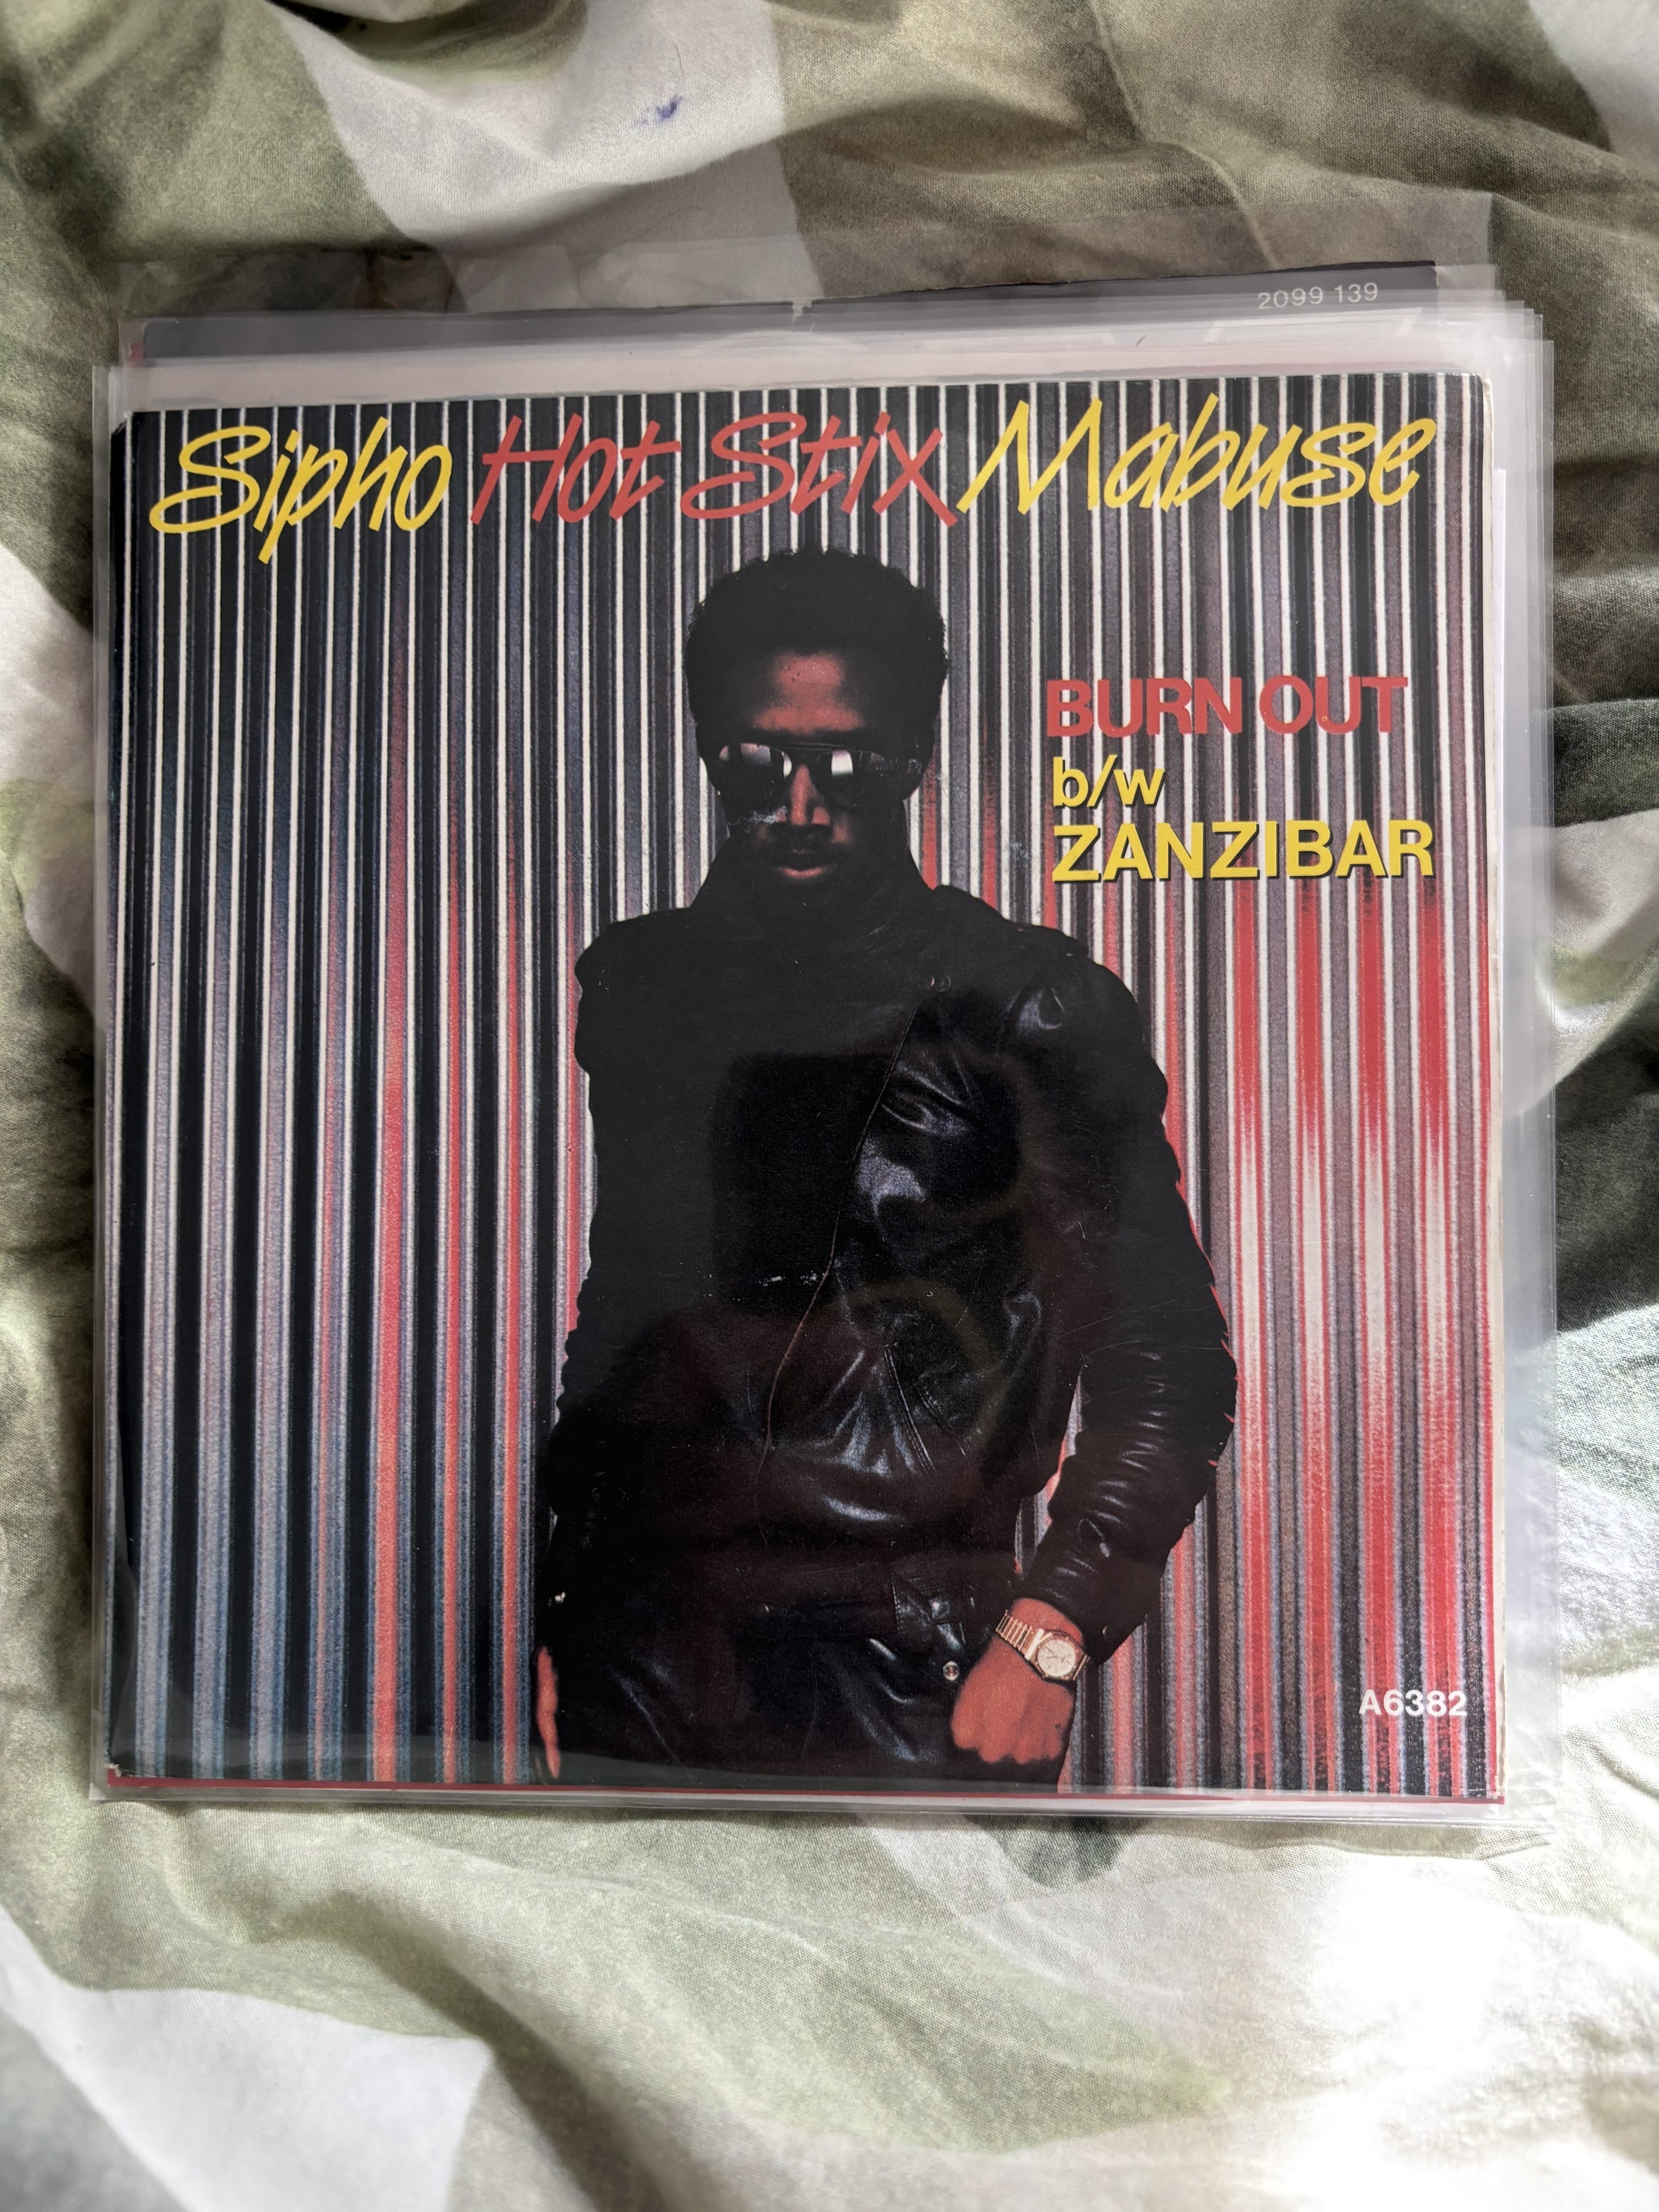 2099 139
Sipho Hot Stix Mabuse
BURN OUT
b/w
ZANZIBAR
A6382